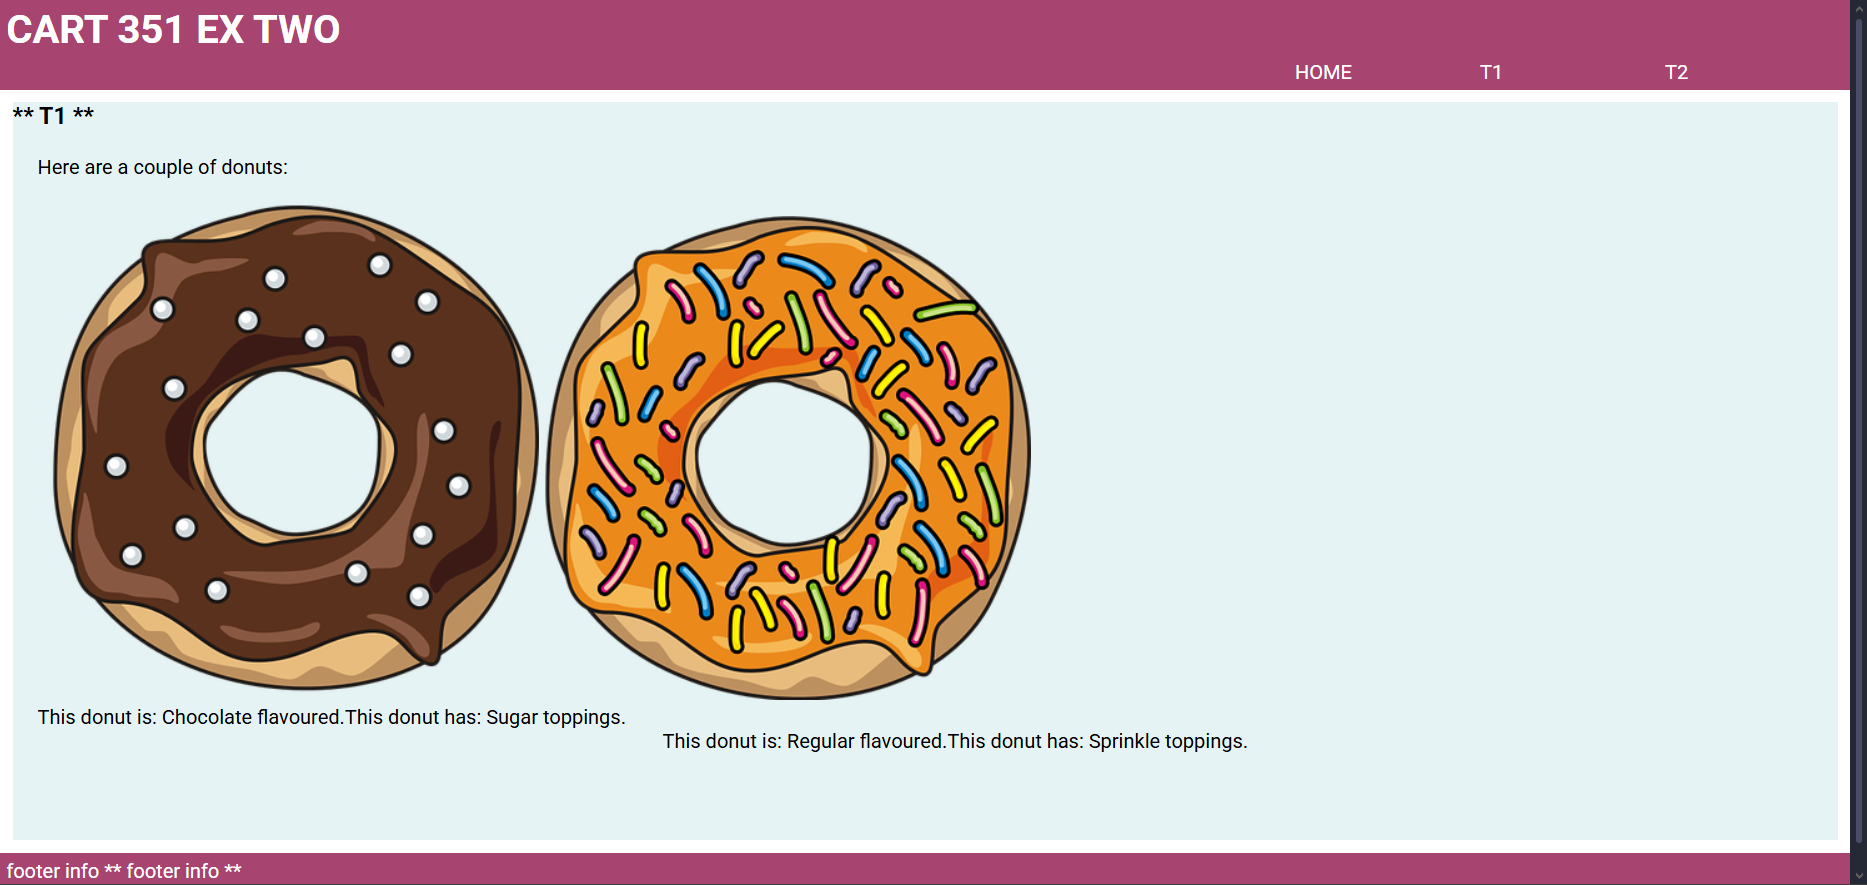 CART 351 EX TWO
HOME T1 T2
** T1 **
Here are a couple of donuts:
This donut is: Chocolate flavoured.This donut has: Sugar toppings.
This donut is: Regular flavoured.This donut has: Sprinkle toppings.
footer info ** footer info **